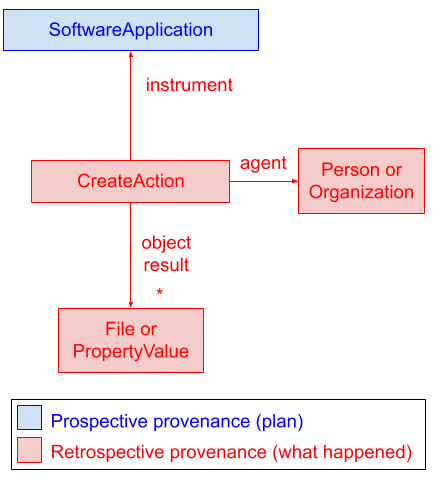 SoftwareApplication
instrument
CreateAction
agent
Person or
Organization
object
result
*
File or
PropertyValue
Prospective provenance (plan)
Retrospective provenance (what happened)